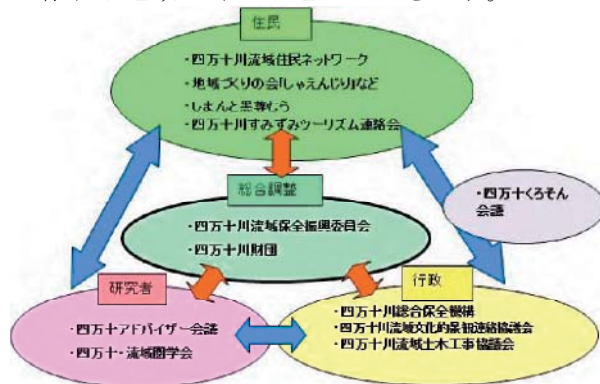 住民
・四万十川流域住民ネットワーク
・地域づくりの会「しゃえんじり」など
・しまんと黒尊むら
・四万十川すみずみツーリズム連絡会
総合調整
・四万十川流域保全振興委員会
・四万十川財団
・四万十くろそん
会議
研究者
・四万十アドバイザー会議
・四万十・流域圏学会
行政
・四万十川総合保全機構
・四万十川流域文化的景観連絡協議会
・四万十川流域土木工事協議会